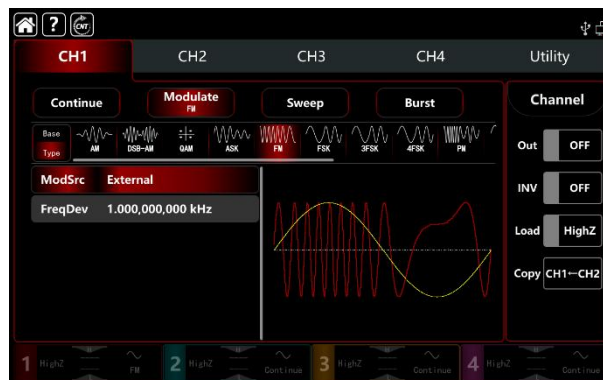 ? CNT
CH1 CH2 CH3 CH4 Utility
Continue Modulate Sweep Burst Channel
FM
Base
Type
AM DSB-AM QAM ASK FM FSK 3FSK 4FSK PM
Out OFF
ModSrc External
INV OFF
FreqDev 1.000,000,000 kHz
Load HighZ
Copy CH1←CH2
1 HighZ FM 2 HighZ Continue 3 HighZ Continue 4 HighZ Continue